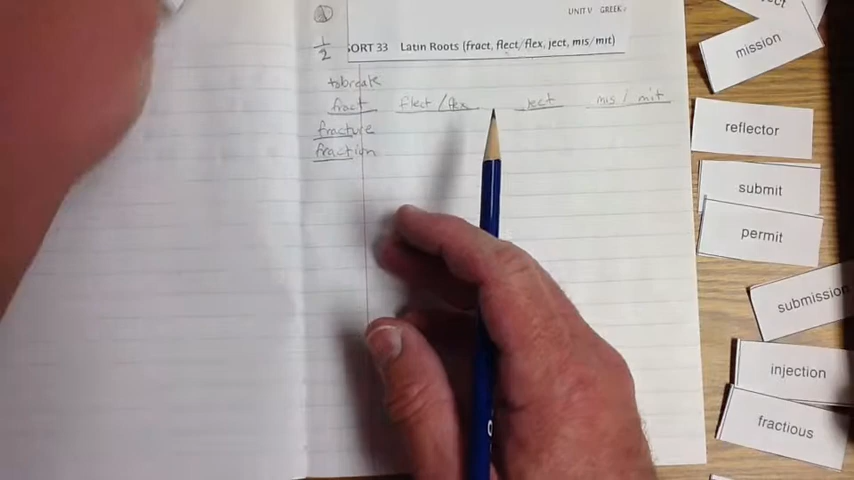 UNIT V GREEK
SORT 33 Latin Roots (fract, flect/flex, ject, mis/mit)
1
2
to break
fract flect/flex ject mis/mit
fracture
fraction
mission
reflector
submit
permit
submission
injection
fractious